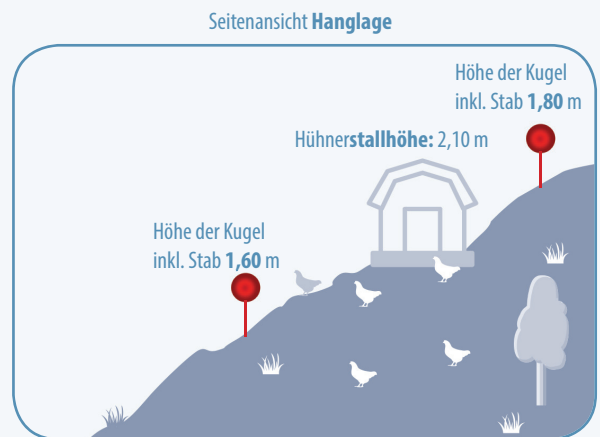 Seitenansicht Hanglage
Höhe der Kugel
inkl. Stab 1,80 m
Hühnerstallhöhe: 2,10 m
Höhe der Kugel
inkl. Stab 1,60 m